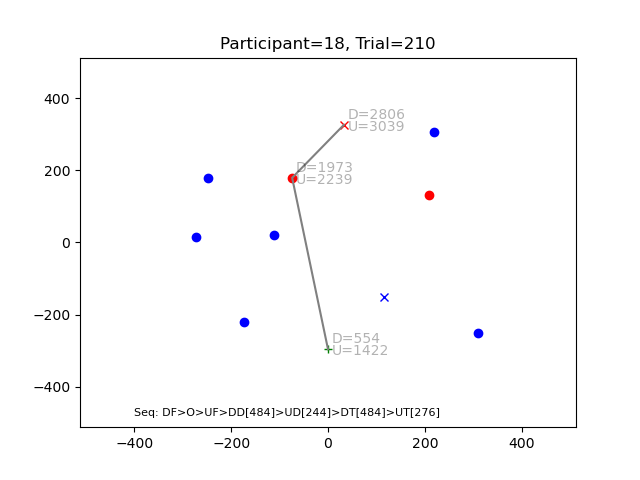 Participant=18, Trial=210
400
200
0
−200
−400
D=2806
U=3039
D=1973
U=2239
D=554
U=1422
Seq: DF>O>UF>DD[484]>UD[244]>DT[484]>UT[276]
−400
−200
0
200
400